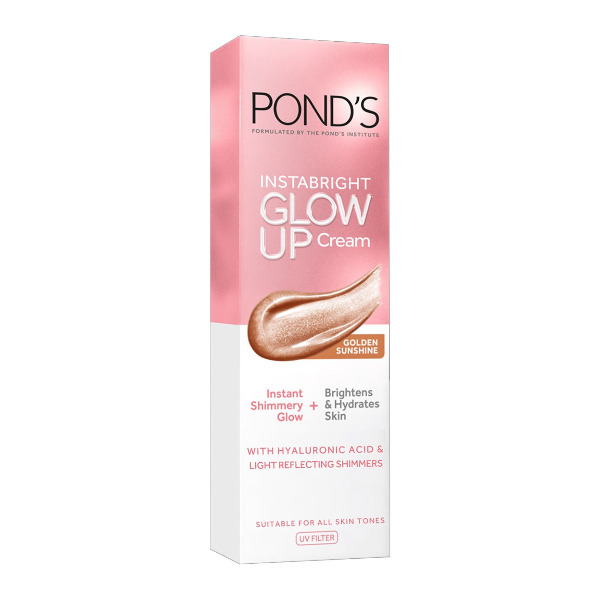 POND'S
FORMULATED BY THE POND'S INSTITUTE
INSTABRIGHT
GLOW
UP Cream
GOLDEN
SUNSHINE
Instant
Shimmery
Glow
+
Brightens
& Hydrates
Skin
WITH HYALURONIC ACID &
LIGHT REFLECTING SHIMMERS
SUITABLE FOR ALL SKIN TONES
UV FILTER